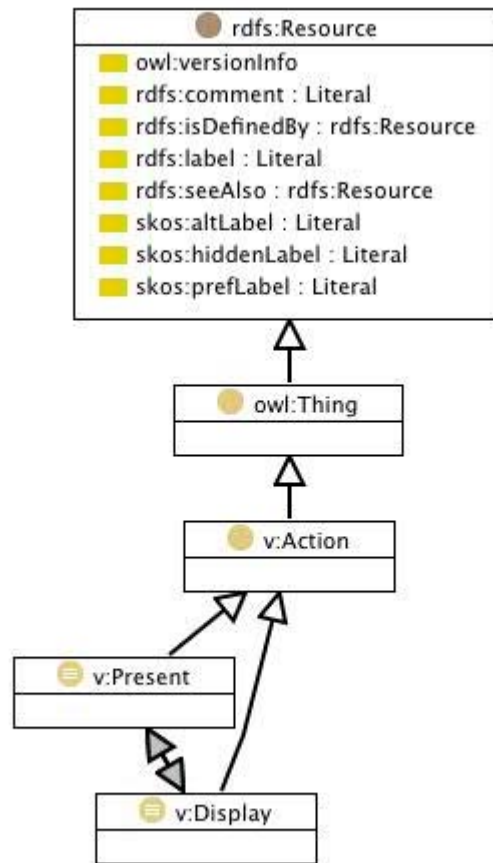 rdfs:Resource
owl:versionInfo
rdfs:comment : Literal
rdfs:isDefinedBy : rdfs:Resource
rdfs:label : Literal
rdfs:seeAlso : rdfs:Resource
skos:altLabel : Literal
skos:hiddenLabel : Literal
skos:prefLabel : Literal
owl:Thing
v:Action
v:Present
v:Display